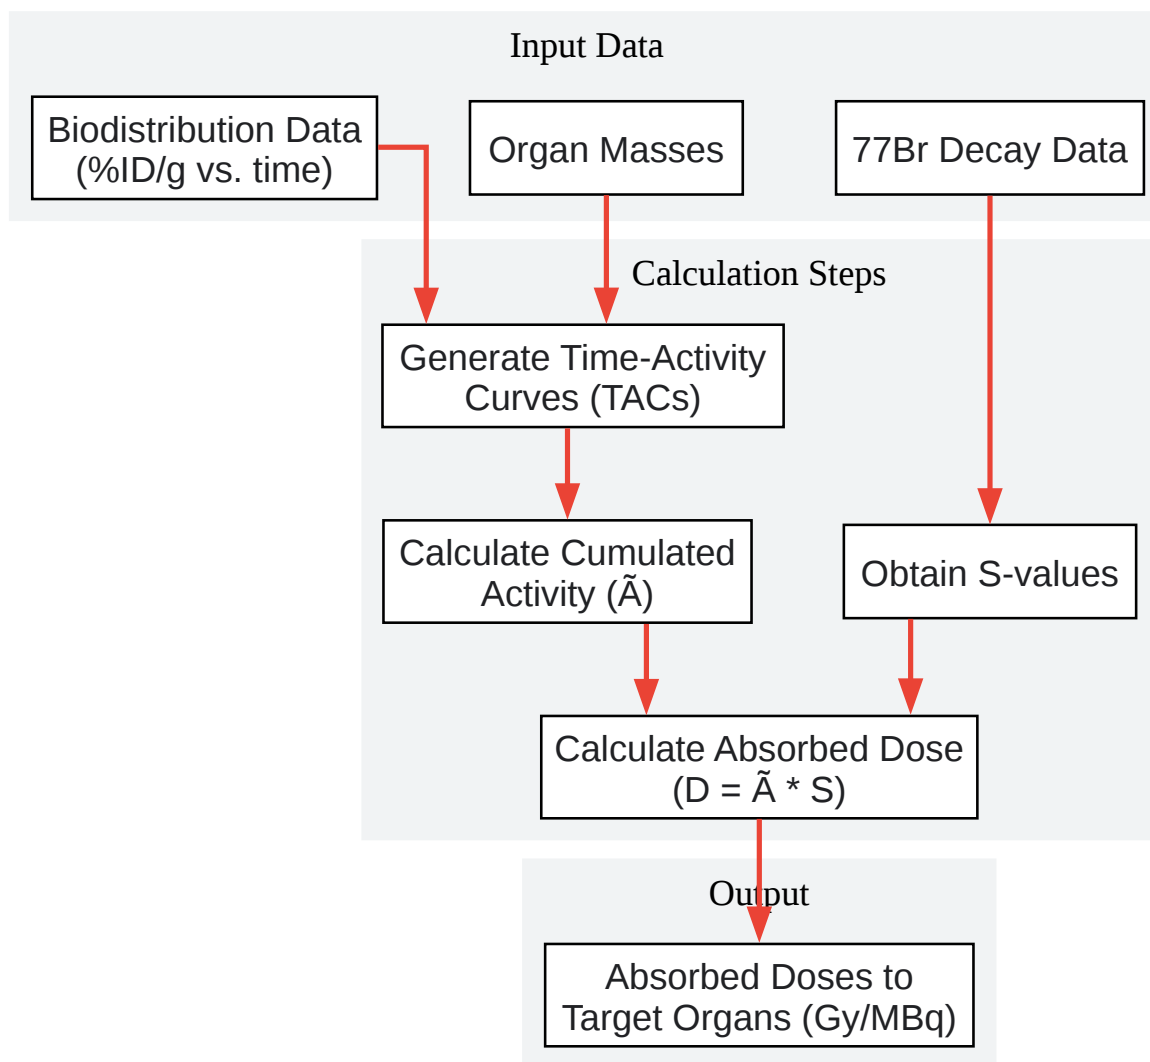 Input Data
Biodistribution Data
(%ID/g vs. time)
Organ Masses
77Br Decay Data
Calculation Steps
Generate Time-Activity
Curves (TACs)
Calculate Cumulated
Activity (Ã)
Obtain S-values
Calculate Absorbed Dose
(D = Ã * S)
Output
Absorbed Doses to
Target Organs (Gy/MBq)